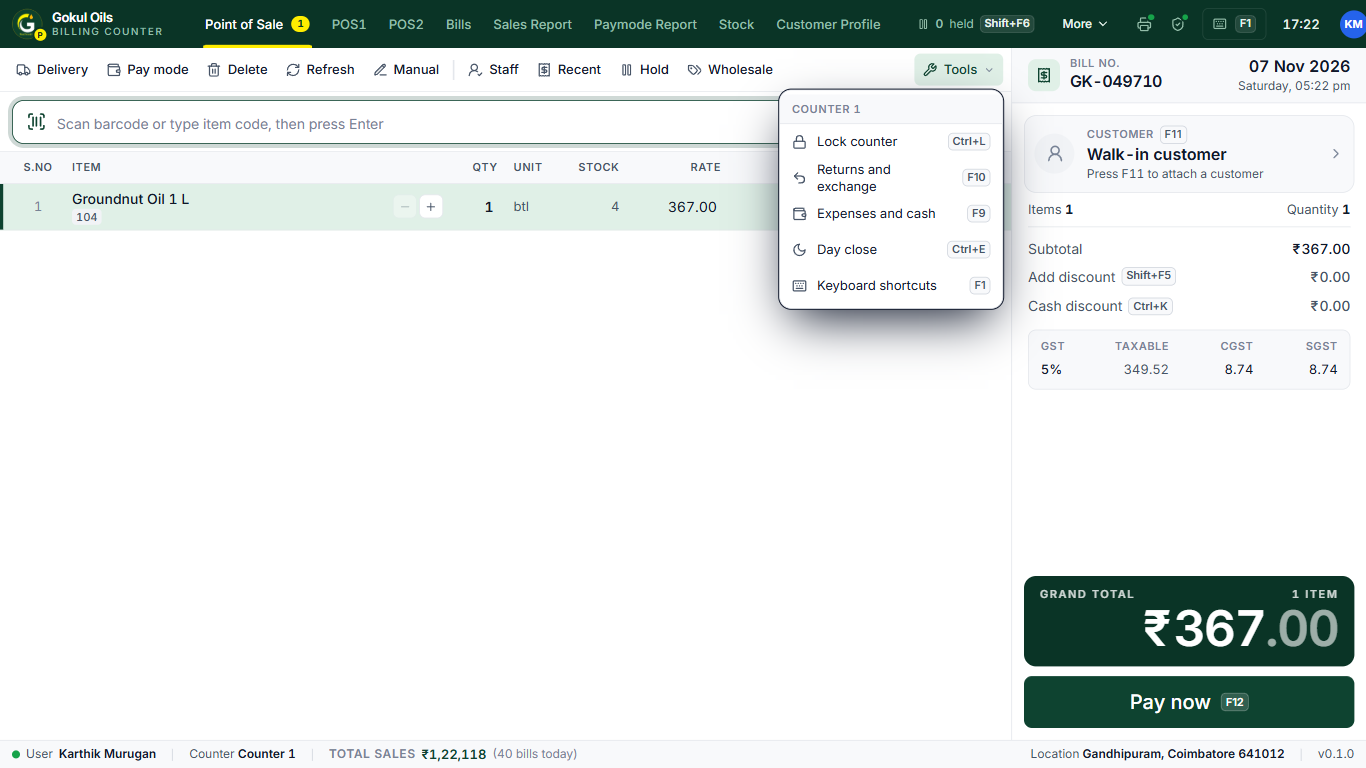 Gokul Oils
BILLING COUNTER
G
P
Point of Sale 1
POS1
POS2
Bills
Sales Report
Paymode Report
Stock
Customer Profile
0 held Shift+F6
More
F1
17:22
KM
Delivery
Pay mode
Delete
Refresh
Manual
Staff
Recent
Hold
Wholesale
Tools
Scan barcode or type item code, then press Enter
S.NO ITEM QTY UNIT STOCK RATE
1 Groundnut Oil 1 L − + 1 btl 4 367.00
104
COUNTER 1
Lock counter Ctrl+L
Returns and
exchange F10
Expenses and cash F9
Day close Ctrl+E
Keyboard shortcuts F1
BILL NO.
GK-049710
07 Nov 2026
Saturday, 05:22 pm
CUSTOMER F11
Walk-in customer
Press F11 to attach a customer
Items 1 Quantity 1
Subtotal ₹367.00
Add discount Shift+F5 ₹0.00
Cash discount Ctrl+K ₹0.00
GST TAXABLE CGST SGST
5% 349.52 8.74 8.74
GRAND TOTAL 1 ITEM
₹367.00
Pay now F12
User Karthik Murugan
Counter Counter 1
TOTAL SALES ₹1,22,118 (40 bills today)
Location Gandhipuram, Coimbatore 641012
v0.1.0